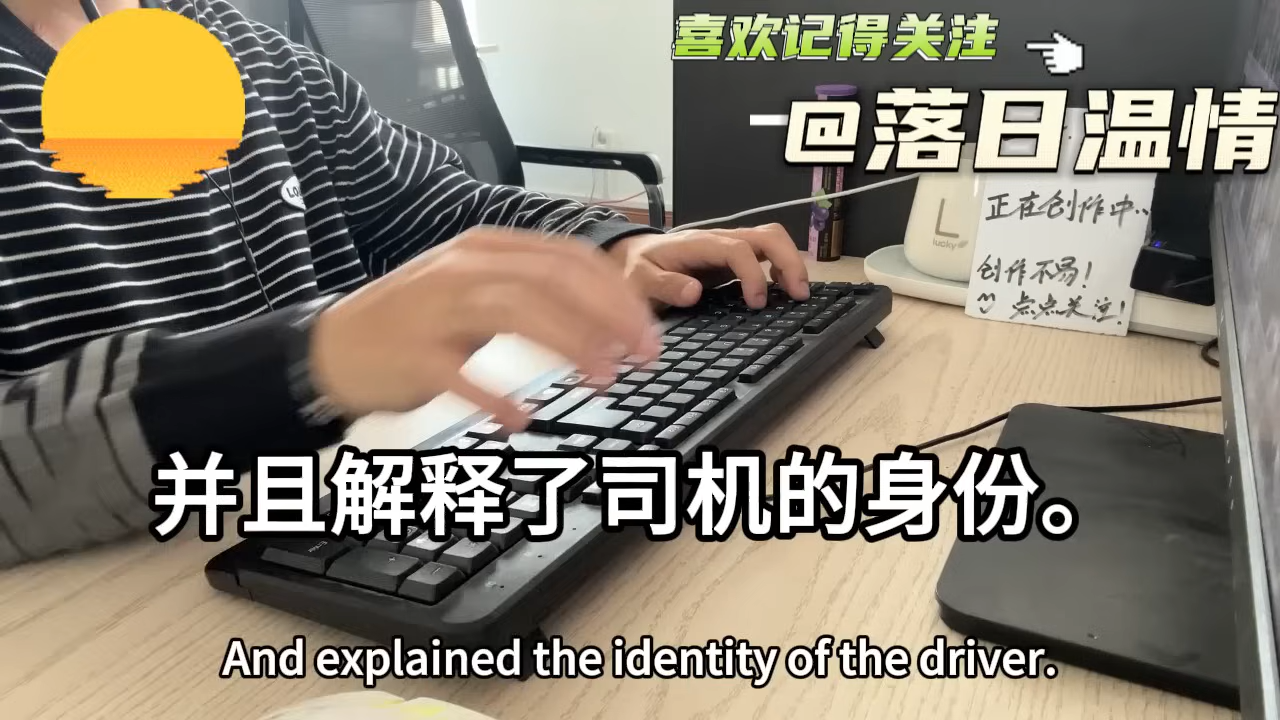 喜欢记得关注
@落日温情
L
lucky
正在创作中..
创作不易!
点点关注!
并且解释了司机的身份。
And explained the identity of the driver.